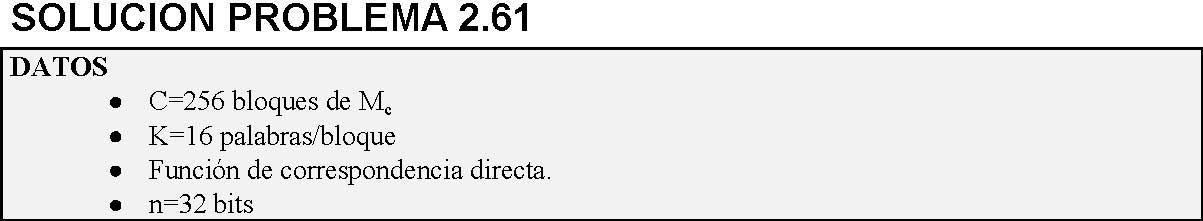 SOLUCION PROBLEMA 2.61
DATOS
● C=256 bloques de Mc
● K=16 palabras/bloque
● Función de correspondencia directa.
● n=32 bits